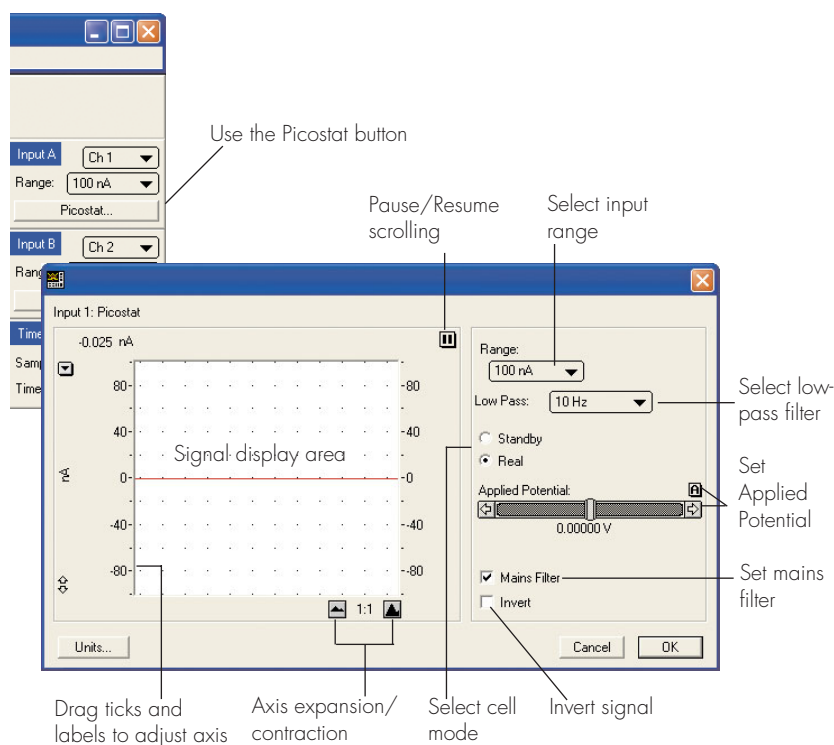 Use the Picostat button
Input A
Ch 1
Range:
100 nA
Picostat...
Pause/Resume
scrolling
Select input
range
Input B
Ch 2
Input 1: Picostat
-0.025 nA
Range:
100 nA
Low Pass:
10 Hz
Select low-
pass filter
Standby
Real
Set
Applied
Potential
Applied Potential:
A
0.00000 V
80
80
40
40
Signal display area
nA
0
0
-40
-40
-80
-80
Mains Filter
Set mains
filter
1:1
Invert
Units...
Cancel
OK
Drag ticks and
labels to adjust axis
Axis expansion/
contraction
Select cell
mode
Invert signal